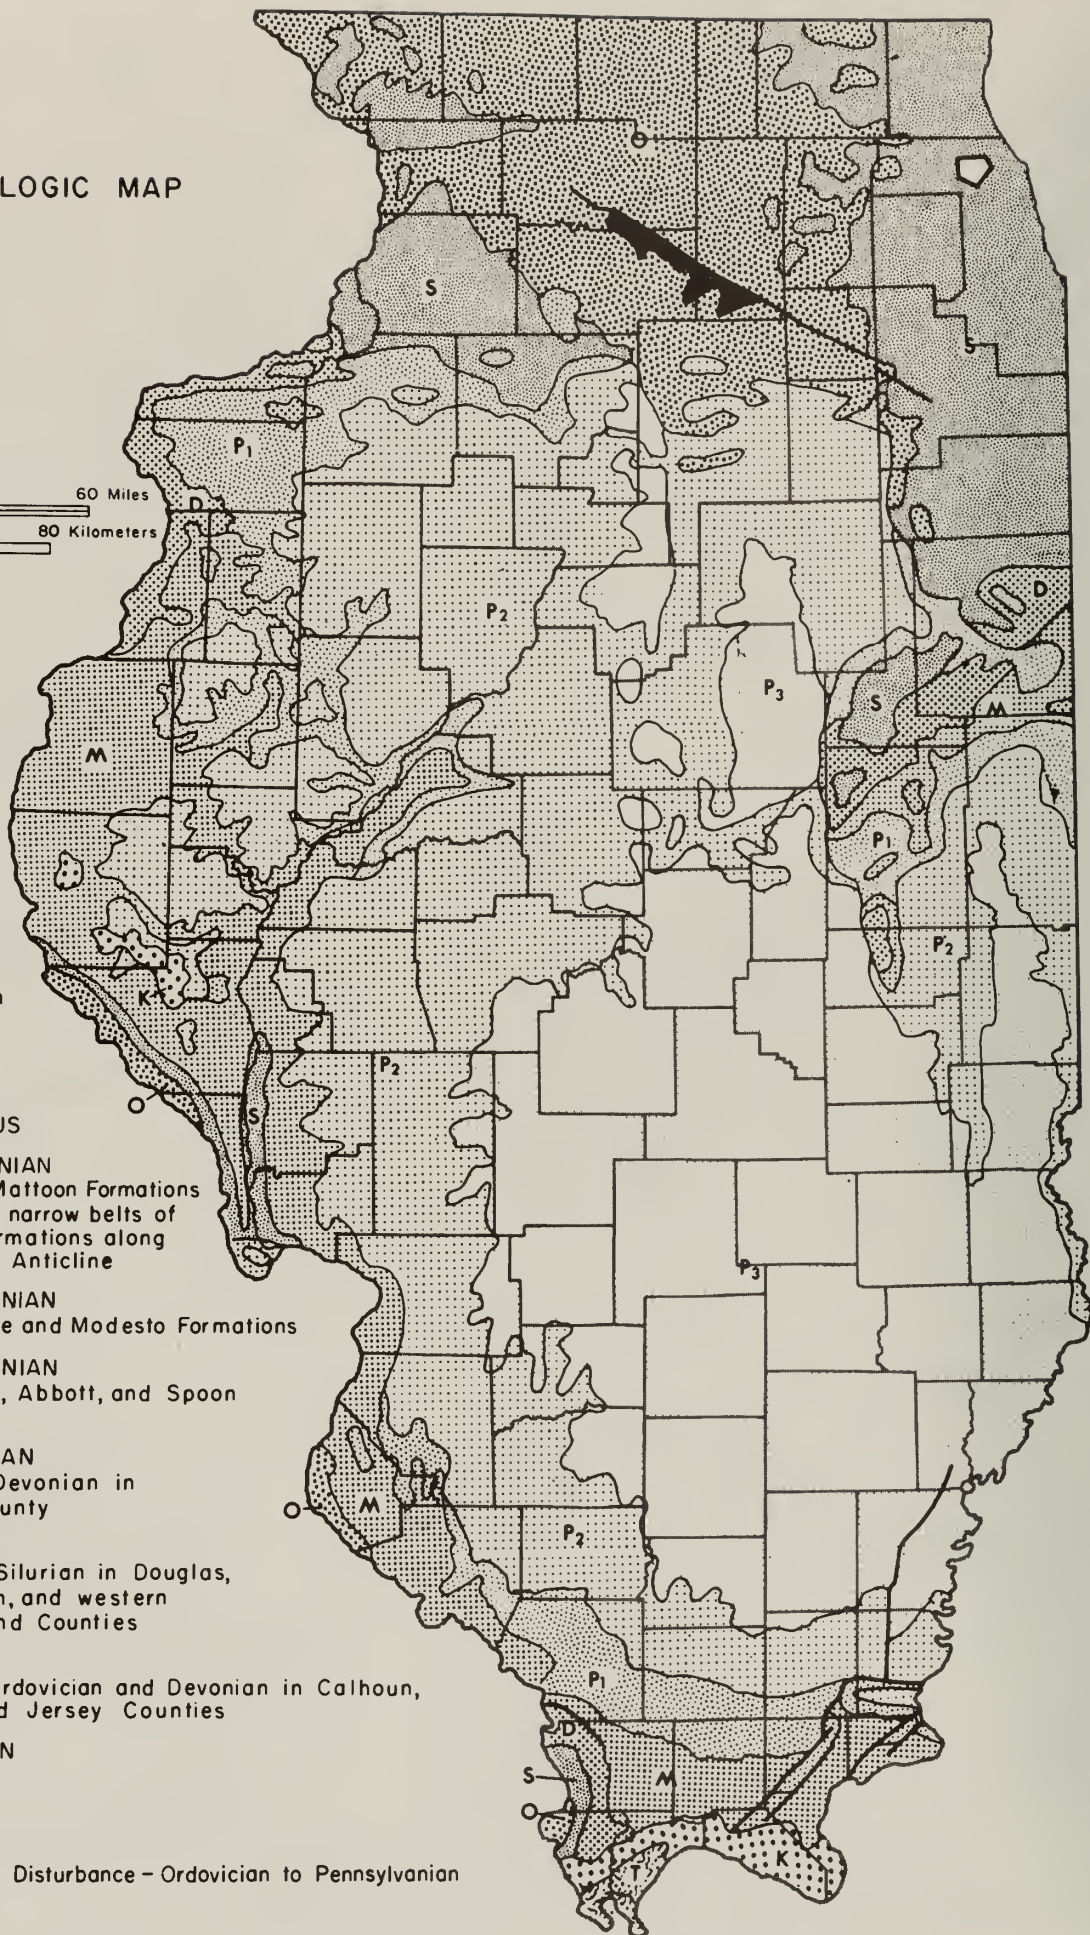 LOGIC MAP
O
S
S
P1
60 Miles
D
80 Kilometers
D
P2
P3
S
M
M
P1
P2
K
n
P2
O
S
US
NIAN
Mattoon Formations
narrow belts of
rmations along
Anticline
P3
NIAN
e and Modesto Formations
NIAN
, Abbott, and Spoon
AN
Devonian in
unty
O
M
P2
Silurian in Douglas,
n, and western
nd Counties
P1
rdovician and Devonian in Calhoun,
d Jersey Counties
D
N
S
M
O
K
T
Disturbance – Ordovician to Pennsylvanian